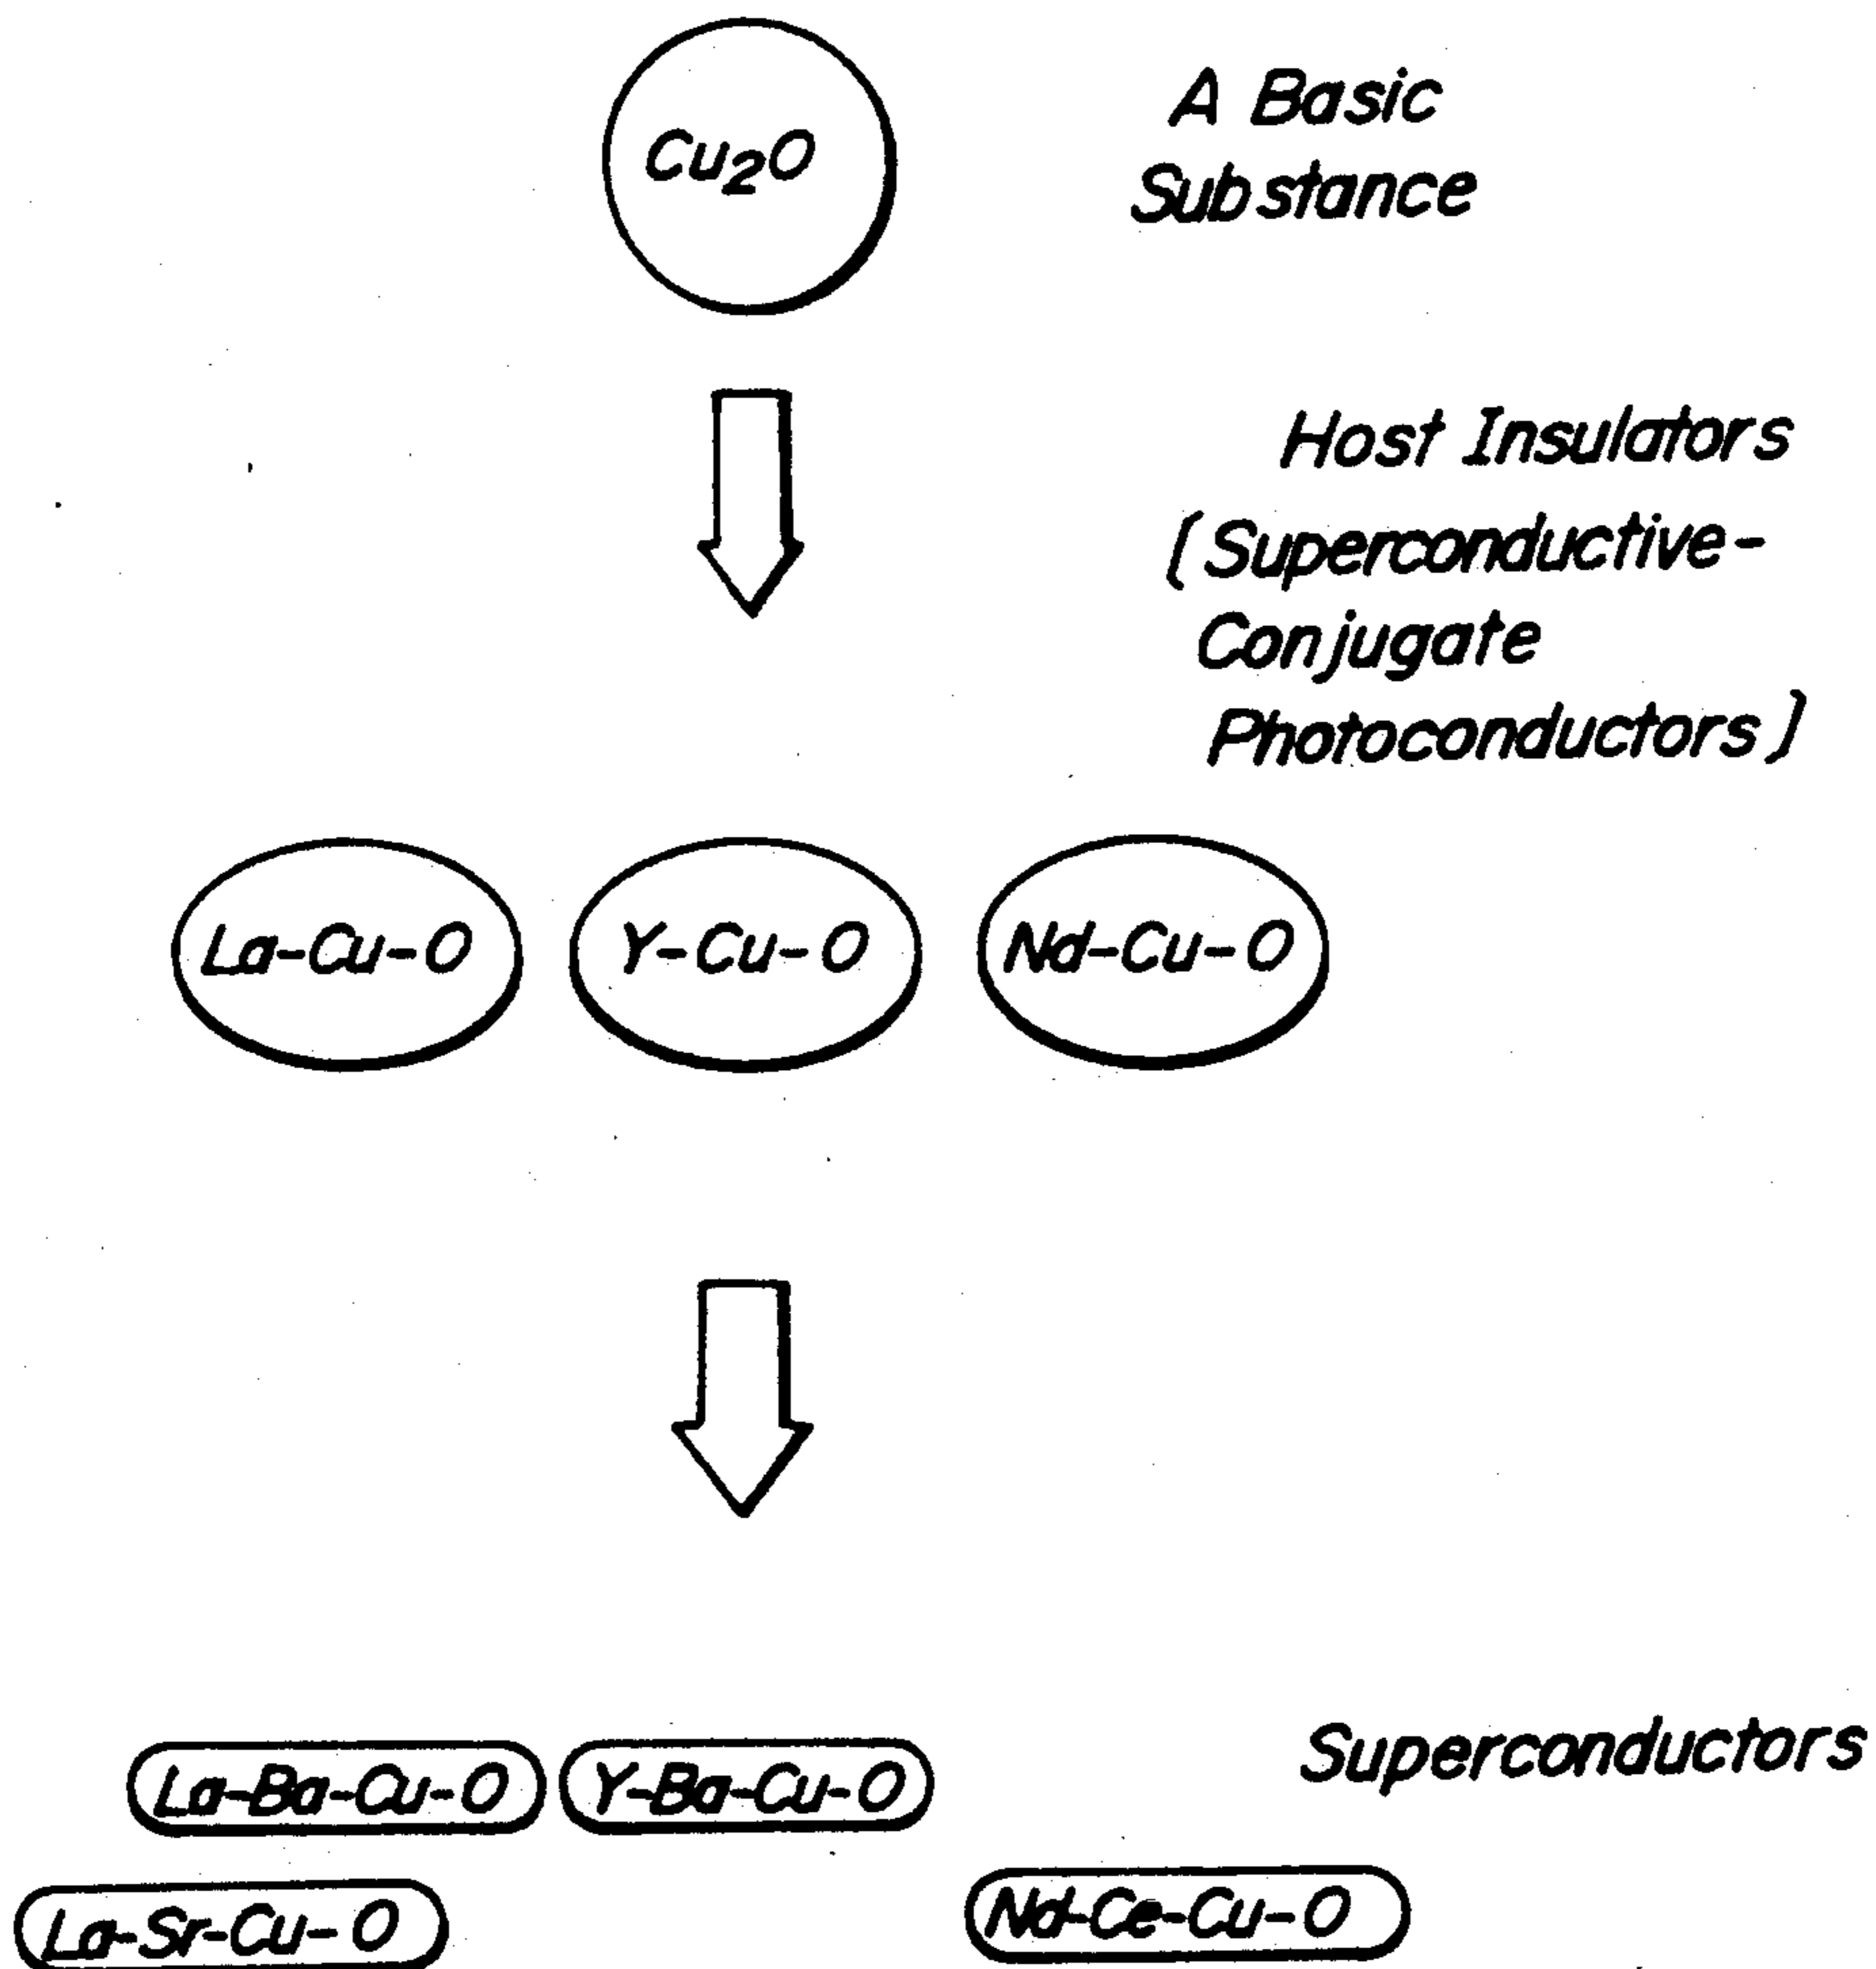 Cu₂O
A Basic
Substance
Host Insulators
(Superconductive-
Conjugate
Photoconductors)
La-Cu-O
Y-Cu-O
Nd-Cu-O
Superconductors
La-Ba-Cu-O
Y-Ba-Cu-O
La-Sr-Cu-O
Nd-Ce-Cu-O